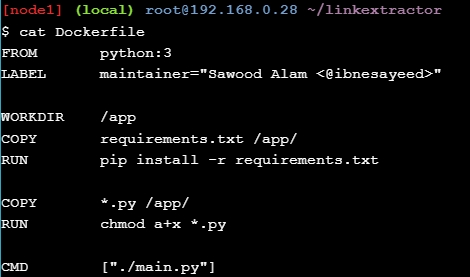 [node1] (local) root@192.168.0.28 ~/linkextractor
$ cat Dockerfile
FROM python:3
LABEL maintainer="Sawood Alam <@ibnesayeed>"
WORKDIR /app
COPY requirements.txt /app/
RUN pip install -r requirements.txt
COPY *.py /app/
RUN chmod a+x *.py
CMD ["./main.py"]